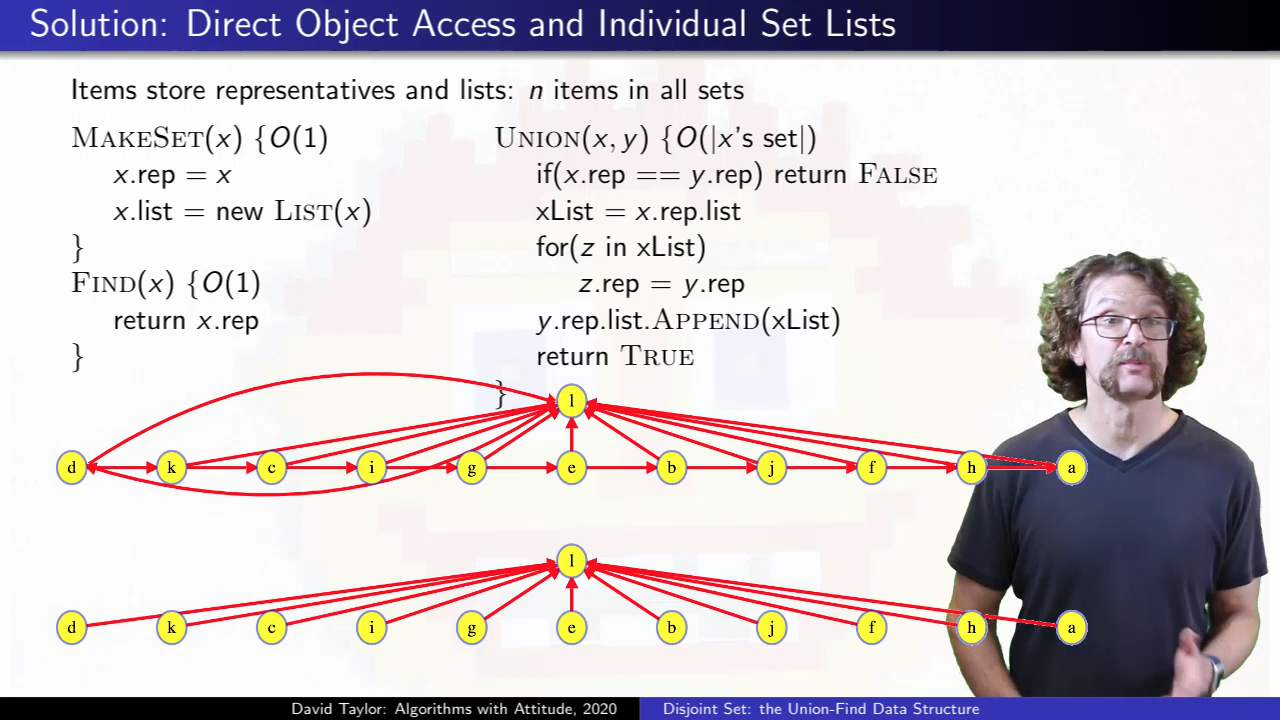 Solution: Direct Object Access and Individual Set Lists
Items store representatives and lists: n items in all sets
MAKESET(x) {O(1)
x.rep = x
x.list = new LIST(x)
}
FIND(x) {O(1)
return x.rep
}
UNION(x, y) {O(|x's set|)
if(x.rep == y.rep) return FALSE
xList = x.rep.list
for(z in xList)
z.rep = y.rep
y.rep.list.APPEND(xList)
return TRUE
}
l
d k c i g e b j f h a
l
d k c i g e b j f h a
David Taylor: Algorithms with Attitude, 2020 Disjoint Set: the Union-Find Data Structure